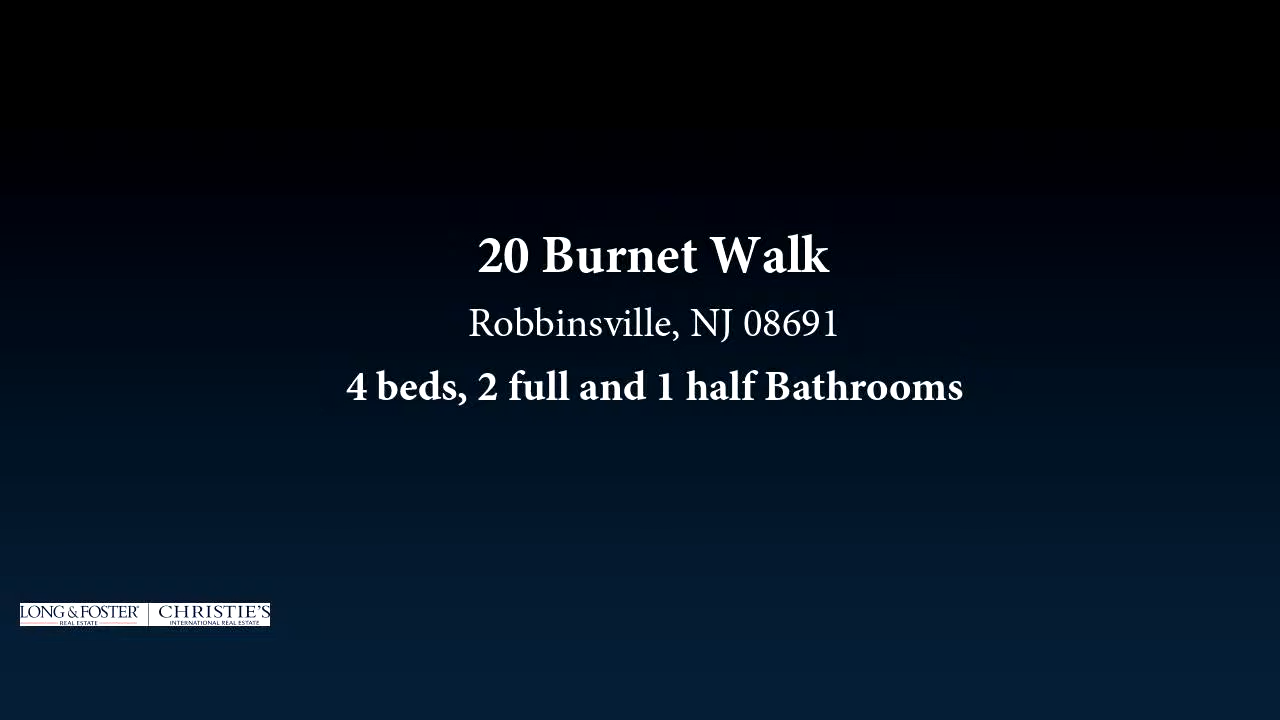 20 Burnet Walk
Robbinsville, NJ 08691
4 beds, 2 full and 1 half Bathrooms
LONG & FOSTER CHRISTIE'S
REAL ESTATE INTERNATIONAL REAL ESTATE